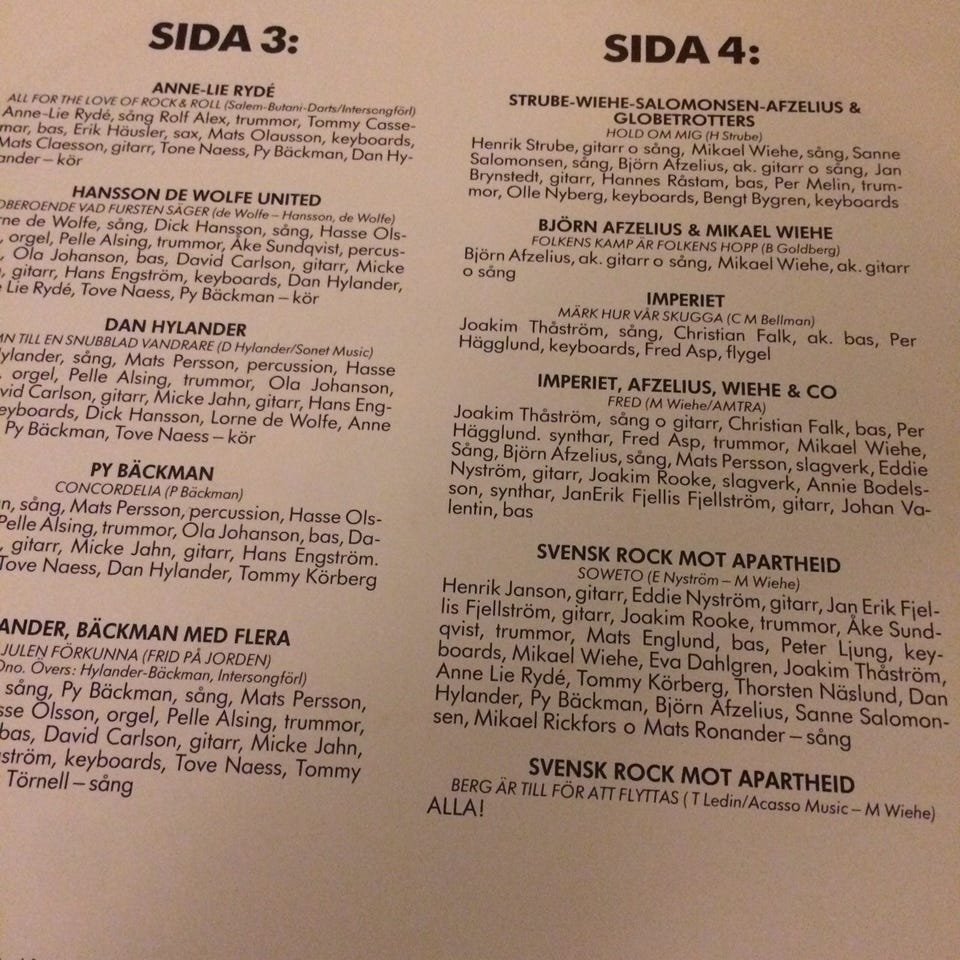 SIDA 3:
ANNE-LIE RYDÉ
ALL FOR THE LOVE OF ROCK & ROLL (Salem-Butani-Darts/Intersongförl)
Anne-Lie Rydé, sång Rolf Alex, trummor, Tommy Casse-
mar, bas, Erik Häusler, sax, Mats Olausson, keyboards,
Mats Claesson, gitarr, Tone Naess, Py Bäckman, Dan Hy-
lander – kör
HANSSON DE WOLFE UNITED
OBEROENDE VAD FURSTEN SÄGER (de Wolfe – Hansson, de Wolfe)
rne de Wolfe, sång, Dick Hansson, sång, Hasse Ols-
, orgel, Pelle Alsing, trummor, Åke Sundqvist, percus-
, Ola Johanson, bas, David Carlson, gitarr, Micke
, gitarr, Hans Engström, keyboards, Dan Hylander,
e Lie Rydé, Tove Naess, Py Bäckman – kör
DAN HYLANDER
MN TILL EN SNUBBLAD VANDRARE (D Hylander/Sonet Music)
Hylander, sång, Mats Persson, percussion, Hasse
, orgel, Pelle Alsing, trummor, Ola Johanson,
vid Carlson, gitarr, Micke Jahn, gitarr, Hans Eng-
eyboards, Dick Hansson, Lorne de Wolfe, Anne
Py Bäckman, Tove Naess – kör
PY BÄCKMAN
CONCORDELIA (P Bäckman)
n, sång, Mats Persson, percussion, Hasse Ols-
Pelle Alsing, trummor, Ola Johanson, bas, Da-
, gitarr, Micke Jahn, gitarr, Hans Engström.
Tove Naess, Dan Hylander, Tommy Körberg
ANDER, BÄCKMAN MED FLERA
JULEN FÖRKUNNA (FRID PÅ JORDEN)
Ono. Övers: Hylander-Bäckman, Intersongförl)
sång, Py Bäckman, sång, Mats Persson,
sse Olsson, orgel, Pelle Alsing, trummor,
bas, David Carlson, gitarr, Micke Jahn,
ström, keyboards, Tove Naess, Tommy
Törnell – sång
SIDA 4:
STRUBE-WIEHE-SALOMONSEN-AFZELIUS &
GLOBETROTTERS
HOLD OM MIG (H Strube)
Henrik Strube, gitarr o sång, Mikael Wiehe, sång, Sanne
Salomonsen, sång, Björn Afzelius, ak. gitarr o sång, Jan
Brynstedt, gitarr, Hannes Råstam, bas, Per Melin, trum-
mor, Olle Nyberg, keyboards, Bengt Bygren, keyboards
BJÖRN AFZELIUS & MIKAEL WIEHE
FOLKENS KAMP ÄR FOLKENS HOPP (B Goldberg)
Björn Afzelius, ak. gitarr o sång, Mikael Wiehe, ak. gitarr
o sång
IMPERIET
MÄRK HUR VÅR SKUGGA (C M Bellman)
Joakim Thåström, sång, Christian Falk, ak. bas, Per
Hägglund, keyboards, Fred Asp, flygel
IMPERIET, AFZELIUS, WIEHE & CO
FRED (M Wiehe/AMTRA)
Joakim Thåström, sång o gitarr, Christian Falk, bas, Per
Hägglund. synthar, Fred Asp, trummor, Mikael Wiehe,
Sång, Björn Afzelius, sång, Mats Persson, slagverk, Eddie
Nyström, gitarr, Joakim Rooke, slagverk, Annie Bodels-
son, synthar, JanErik Fjellis Fjellström, gitarr, Johan Va-
lentin, bas
SVENSK ROCK MOT APARTHEID
SOWETO (E Nyström – M Wiehe)
Henrik Janson, gitarr, Eddie Nyström, gitarr, Jan Erik Fjel-
lis Fjellström, gitarr, Joakim Rooke, trummor, Åke Sund-
qvist, trummor, Mats Englund, bas, Peter Ljung, key-
boards, Mikael Wiehe, Eva Dahlgren, Joakim Thåström,
Anne Lie Rydé, Tommy Körberg, Thorsten Näslund, Dan
Hylander, Py Bäckman, Björn Afzelius, Sanne Salomon-
sen, Mikael Rickfors o Mats Ronander – sång
SVENSK ROCK MOT APARTHEID
BERG ÄR TILL FÖR ATT FLYTTAS ( T Ledin/Acasso Music – M Wiehe)
ALLA!